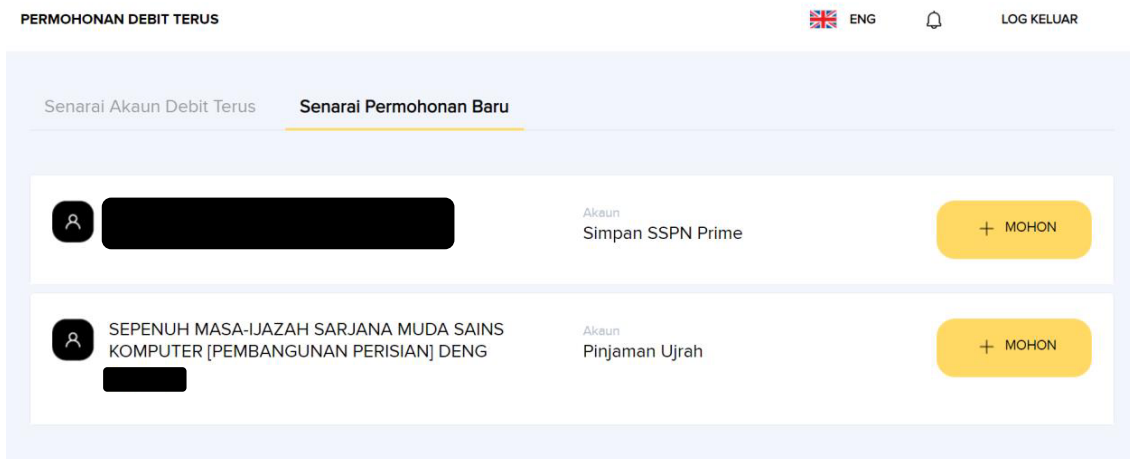 PERMOHONAN DEBIT TERUS
ENG
LOG KELUAR
Senarai Akaun Debit Terus
Senarai Permohonan Baru
Akaun
Simpan SSPN Prime
+ MOHON
SEPENUH MASA-IJAZAH SARJANA MUDA SAINS
KOMPUTER [PEMBANGUNAN PERISIAN] DENG
Akaun
Pinjaman Ujrah
+ MOHON